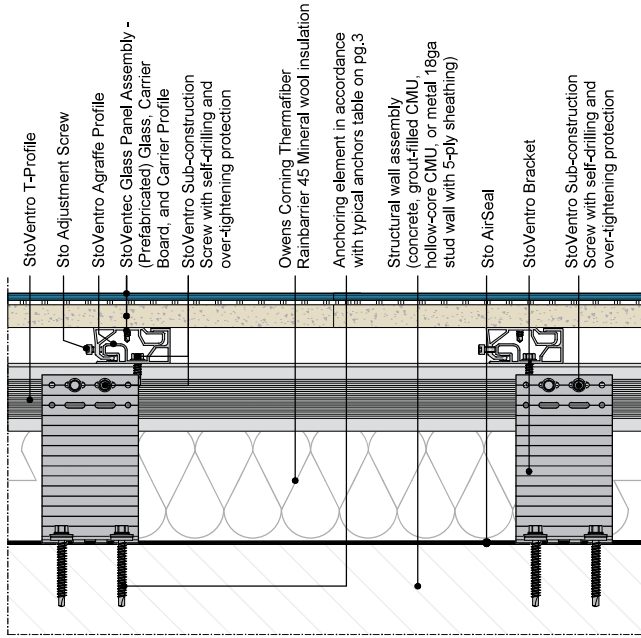 StoVentro T-Profile
Sto Adjustment Screw
StoVentro Agraffe Profile
StoVentec Glass Panel Assembly -
(Prefabricated) Glass, Carrier
Board, and Carrier Profile
StoVentro Sub-construction
Screw with self-drilling and
over-tightening protection
Owens Corning Thermafiber
Rainbarrier 45 Mineral wool insulation
Anchoring element in accordance
with typical anchors table on pg.3
Structural wall assembly
(concrete, grout-filled CMU,
hollow-core CMU, or metal 18ga
stud wall with 5-ply sheathing)
Sto AirSeal
StoVentro Bracket
StoVentro Sub-construction
Screw with self-drilling and
over-tightening protection